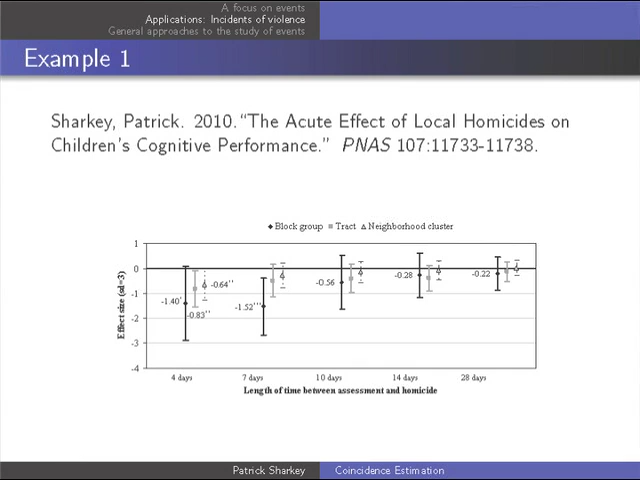 A focus on events
Applications: Incidents of violence
General approaches to the study of events
Example 1
Sharkey, Patrick. 2010. “The Acute Effect of Local Homicides on
Children's Cognitive Performance.” PNAS 107:11733-11738.
Block group Tract Neighborhood cluster
1
0
-1
-2
-3
-4
Effect size (sd=3)
-1.40'
-0.83''
-0.64''
-1.52'''
-0.56
-0.28
-0.22
4 days 7 days 10 days 14 days 28 days
Length of time between assessment and homicide
Patrick Sharkey Coincidence Estimation